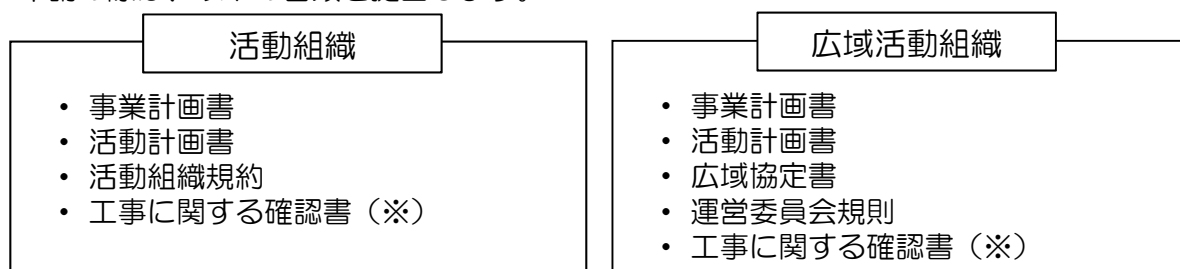 活動組織
・ 事業計画書
・ 活動計画書
・ 活動組織規約
・ 工事に関する確認書（※）
広域活動組織
・ 事業計画書
・ 活動計画書
・ 広域協定書
・ 運営委員会規則
・ 工事に関する確認書（※）